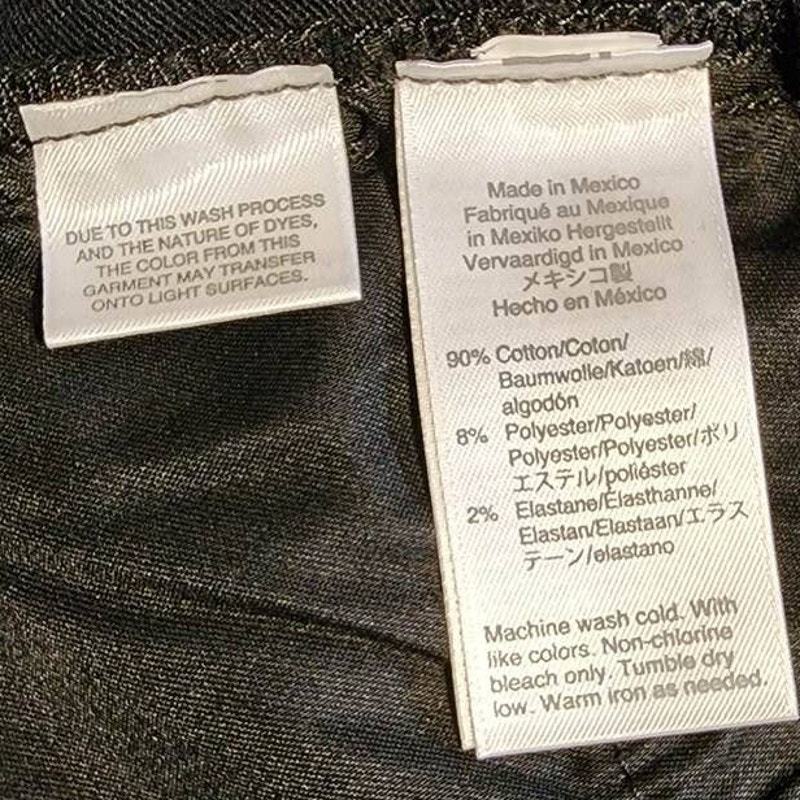 DUE TO THIS WASH PROCESS
AND THE NATURE OF DYES,
THE COLOR FROM THIS
GARMENT MAY TRANSFER
ONTO LIGHT SURFACES.
Made in Mexico
Fabriqué au Mexique
in Mexiko Hergestellt
Vervaardigd in Mexico
メキシコ製
Hecho en México
90% Cotton/Coton/
Baumwolle/Katoen/綿/
algodón
8% Polyester/Polyester/
Polyester/Polyester/ポリ
エステル/poliéster
2% Elastane/Élasthanne/
Elastan/Elastaan/エラス
テーン/elastano
Machine wash cold. With
like colors. Non-chlorine
bleach only. Tumble dry
low. Warm iron as needed.